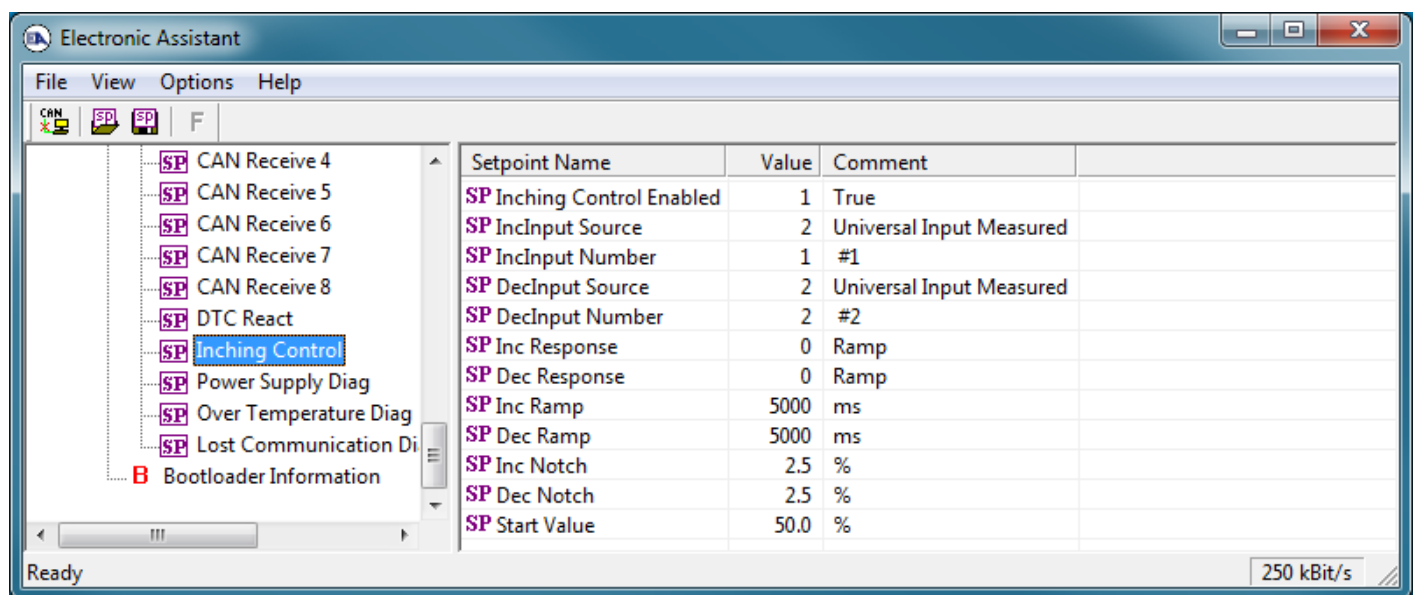 Electronic Assistant
File View Options Help
CAN SP SP F
SP CAN Receive 4
SP CAN Receive 5
SP CAN Receive 6
SP CAN Receive 7
SP CAN Receive 8
SP DTC React
SP Inching Control
SP Power Supply Diag
SP Over Temperature Diag
SP Lost Communication Di
B Bootloader Information
Setpoint Name Value Comment
SP Inching Control Enabled 1 True
SP IncInput Source 2 Universal Input Measured
SP IncInput Number 1 #1
SP DecInput Source 2 Universal Input Measured
SP DecInput Number 2 #2
SP Inc Response 0 Ramp
SP Dec Response 0 Ramp
SP Inc Ramp 5000 ms
SP Dec Ramp 5000 ms
SP Inc Notch 2.5 %
SP Dec Notch 2.5 %
SP Start Value 50.0 %
Ready 250 kBit/s